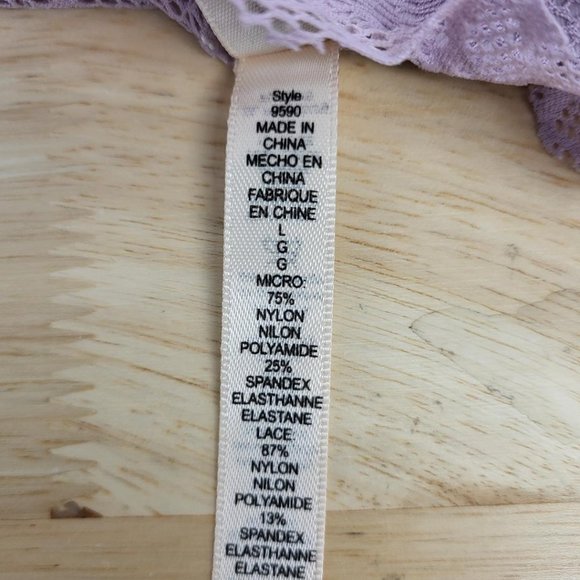 Style
9590
MADE IN
CHINA
MECHO EN
CHINA
FABRIQUE
EN CHINE
L
G
G
MICRO:
75%
NYLON
NILON
POLYAMIDE
25%
SPANDEX
ELASTHANNE
ELASTANE
LACE:
87%
NYLON
NILON
POLYAMIDE
13%
SPANDEX
ELASTHANNE
ELASTANE